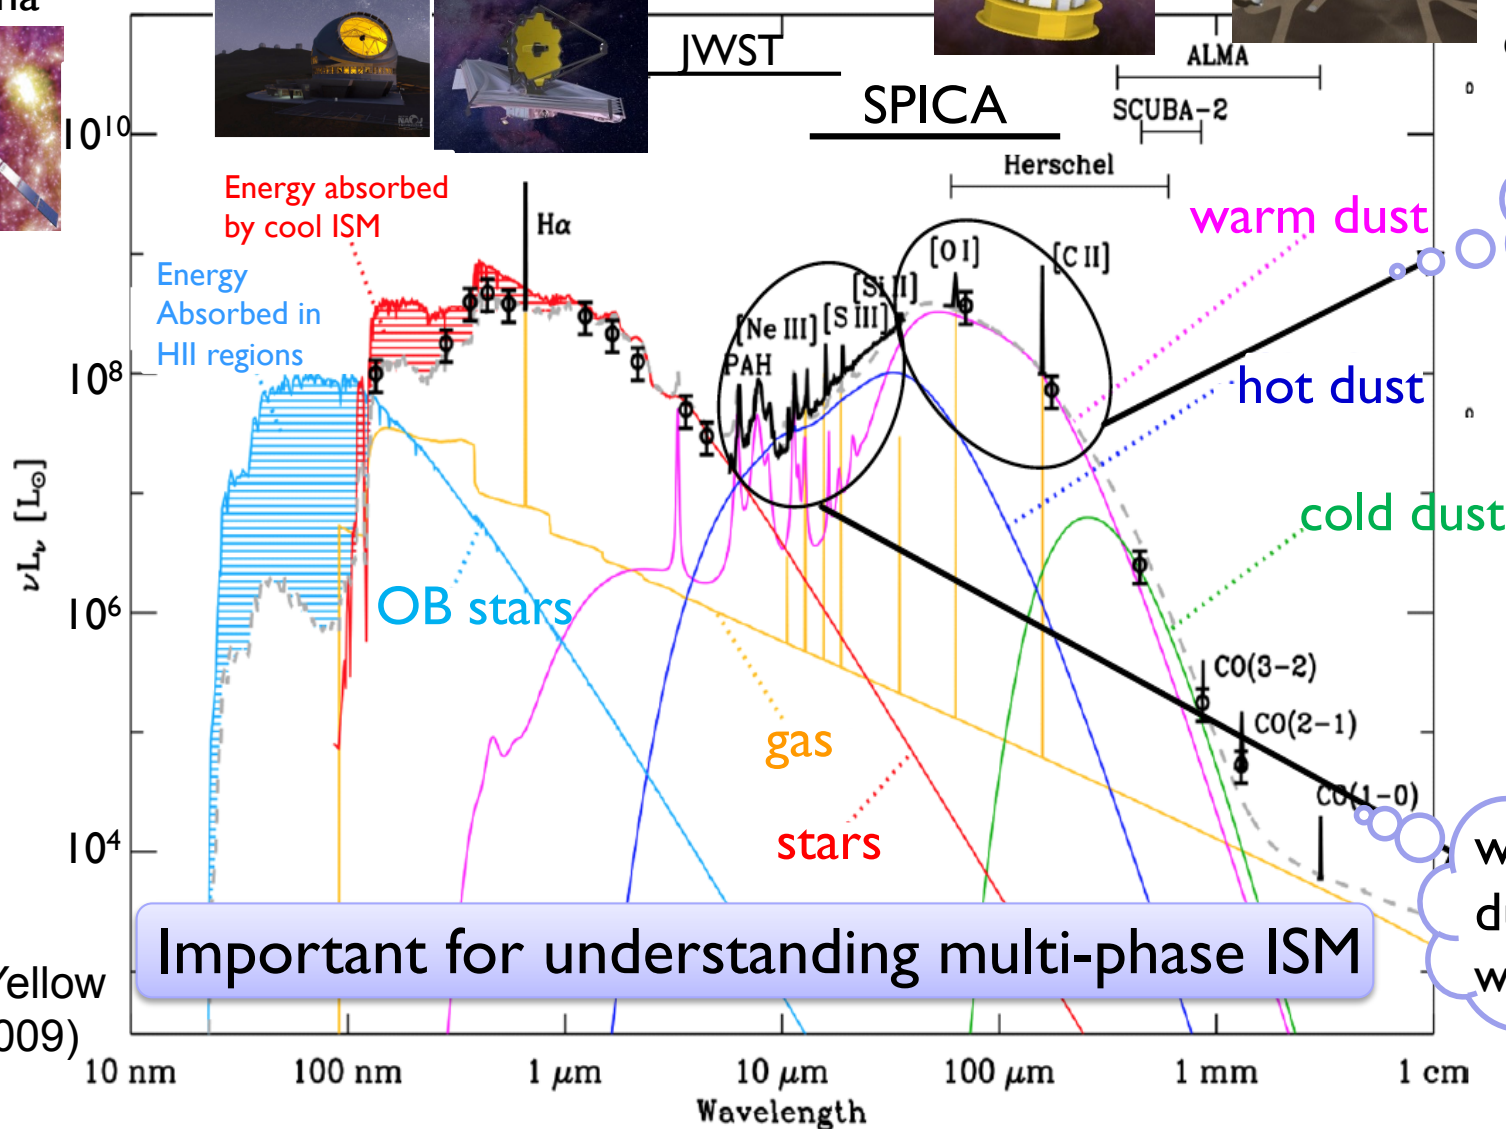 JWST
ALMA
SPICA
SCUBA-2
10¹⁰
Herschel
Energy absorbed
by cool ISM
warm dust
Hα
[O I]
[C II]
Energy
Absorbed in
HII regions
[Si II]
[Ne III]
[S III]
PAH
10⁸
hot dust
νLᵥ [L⊙]
cold dust
10⁶
OB stars
CO(3-2)
CO(2-1)
gas
CO(1-0)
stars
10⁴
Important for understanding multi-phase ISM
Yellow
009)
10 nm
100 nm
1 μm
10 μm
100 μm
1 mm
1 cm
Wavelength